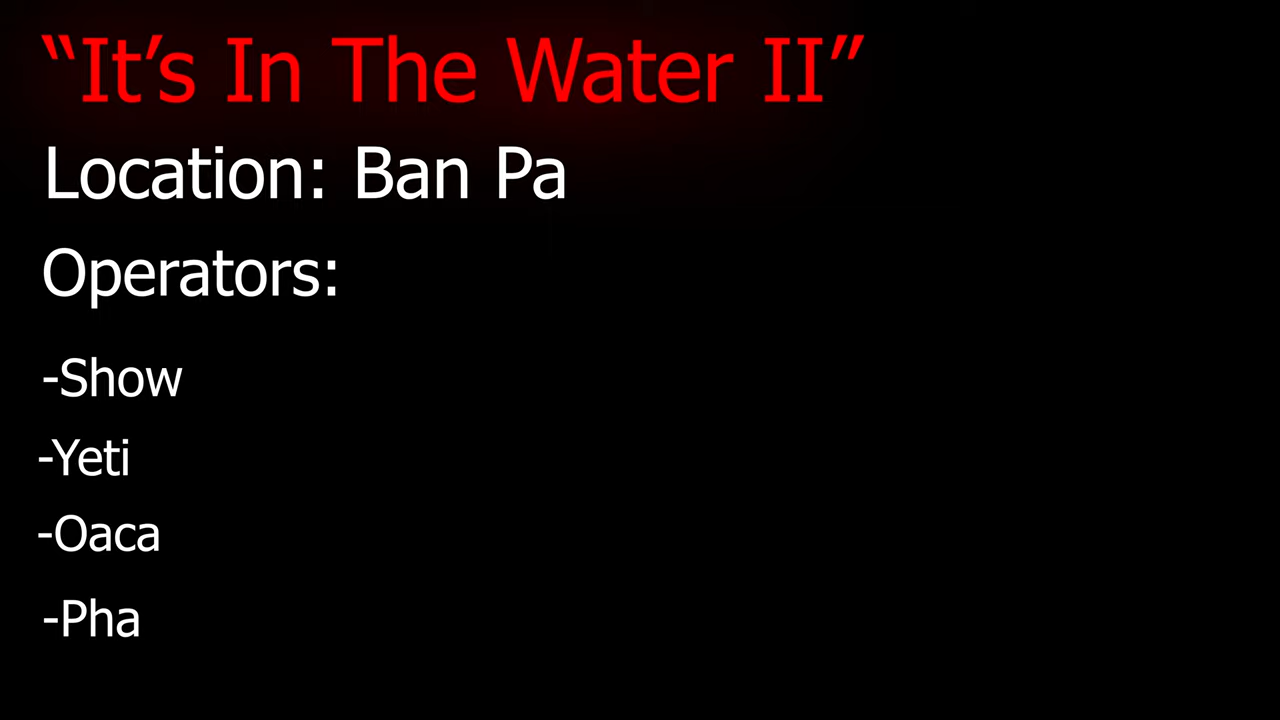 “It’s In The Water II”
Location: Ban Pa
Operators:
-Show
-Yeti
-Oaca
-Pha